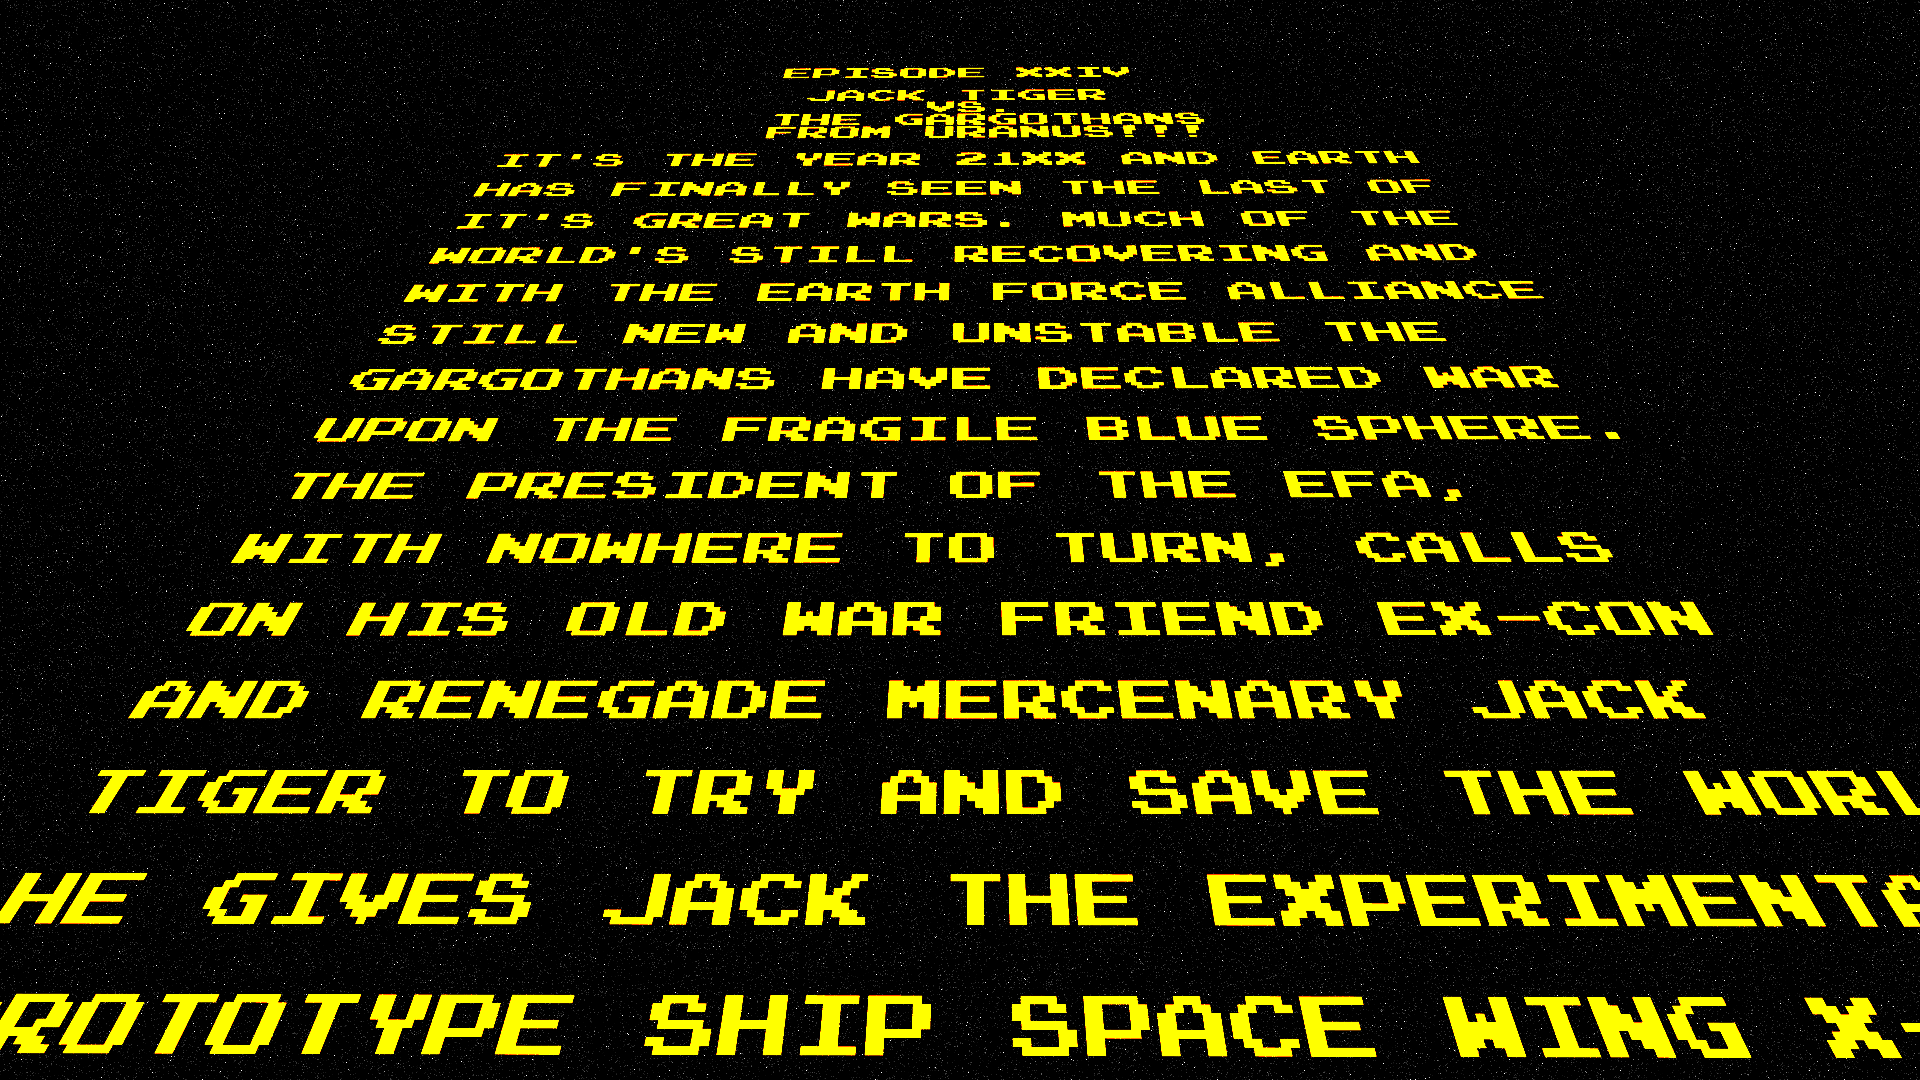 EPISODE XXIV
JACK TIGER
VS.
THE GARGOTHANS
FROM URANUS!!!
IT'S THE YEAR 21XX AND EARTH
HAS FINALLY SEEN THE LAST OF
IT'S GREAT WARS. MUCH OF THE
WORLD'S STILL RECOVERING AND
WITH THE EARTH FORCE ALLIANCE
STILL NEW AND UNSTABLE THE
GARGOTHANS HAVE DECLARED WAR
UPON THE FRAGILE BLUE SPHERE.
THE PRESIDENT OF THE EFA,
WITH NOWHERE TO TURN, CALLS
ON HIS OLD WAR FRIEND EX-CON
AND RENEGADE MERCENARY JACK
TIGER TO TRY AND SAVE THE WORL
HE GIVES JACK THE EXPERIMENTA
ROTOTYPE SHIP SPACE WING X-